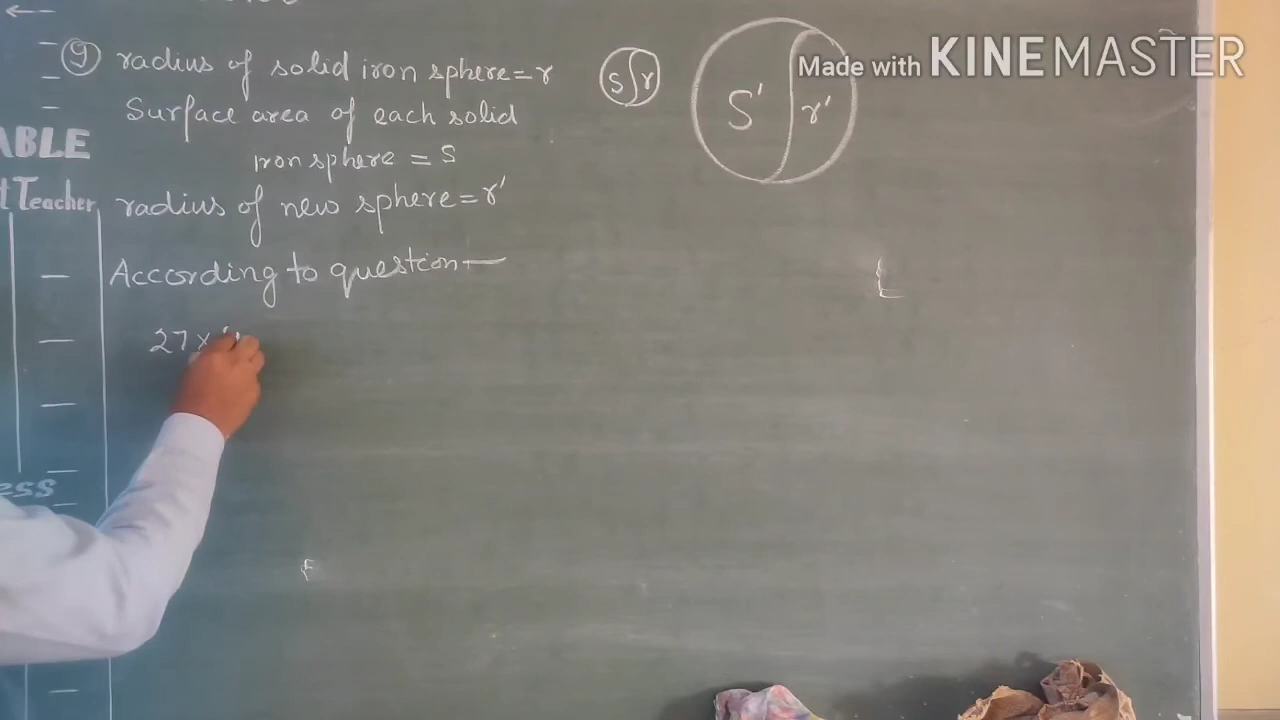 9 radius of solid iron sphere = r
Surface area of each solid
iron sphere = S
radius of new sphere = r'
According to question —
27 ×
S r
S' r'
Made with KINEMASTER
ABLE
t Teacher
ess